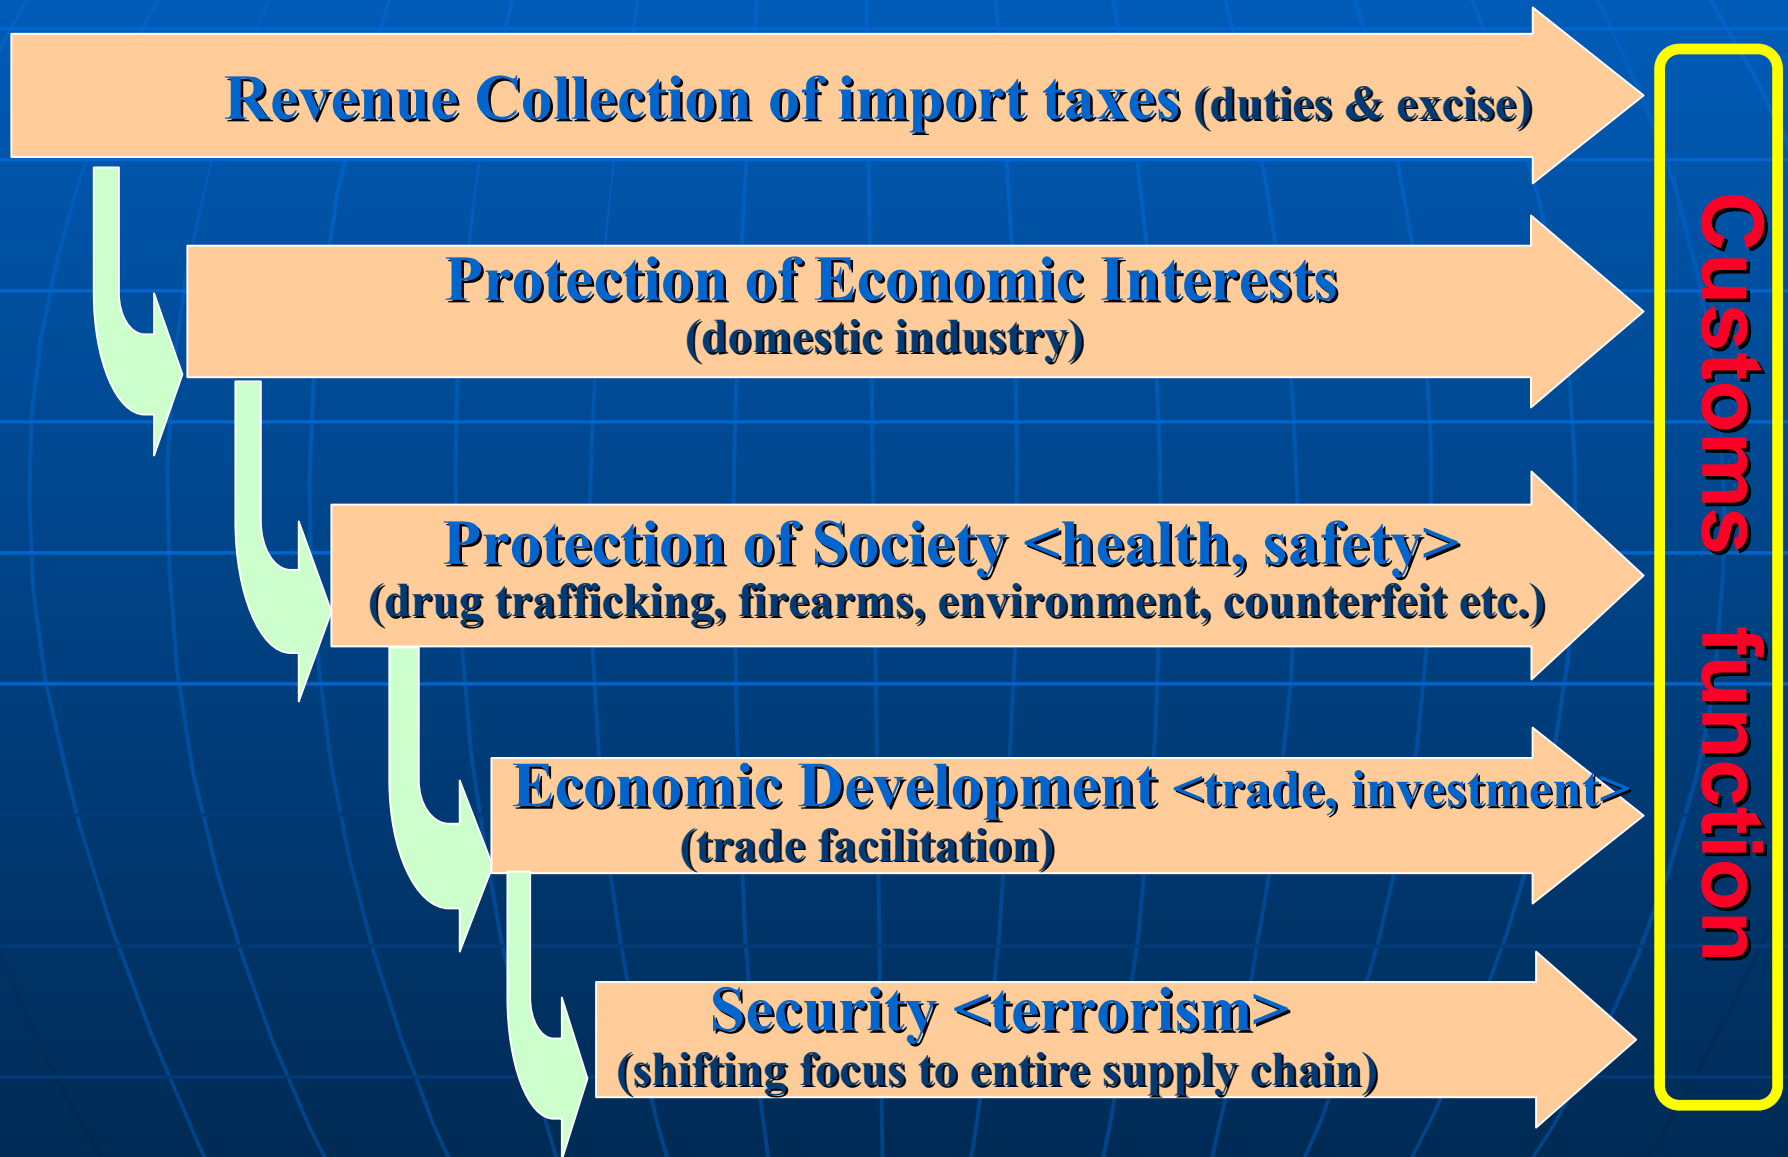 Revenue Collection of import taxes (duties & excise)
Protection of Economic Interests
(domestic industry)
Protection of Society <health, safety>
(drug trafficking, firearms, environment, counterfeit etc.)
Economic Development <trade, investment>
(trade facilitation)
Security <terrorism>
(shifting focus to entire supply chain)
Customs function